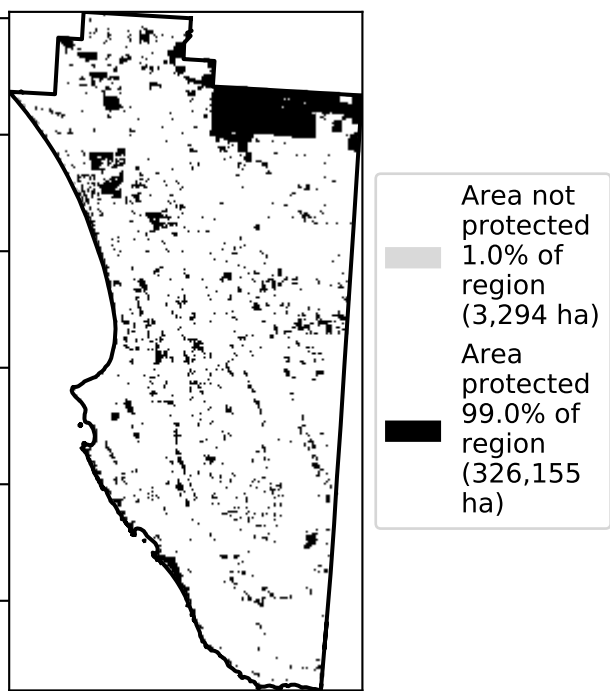 Area not
protected
1.0% of
region
(3,294 ha)
Area
protected
99.0% of
region
(326,155
ha)